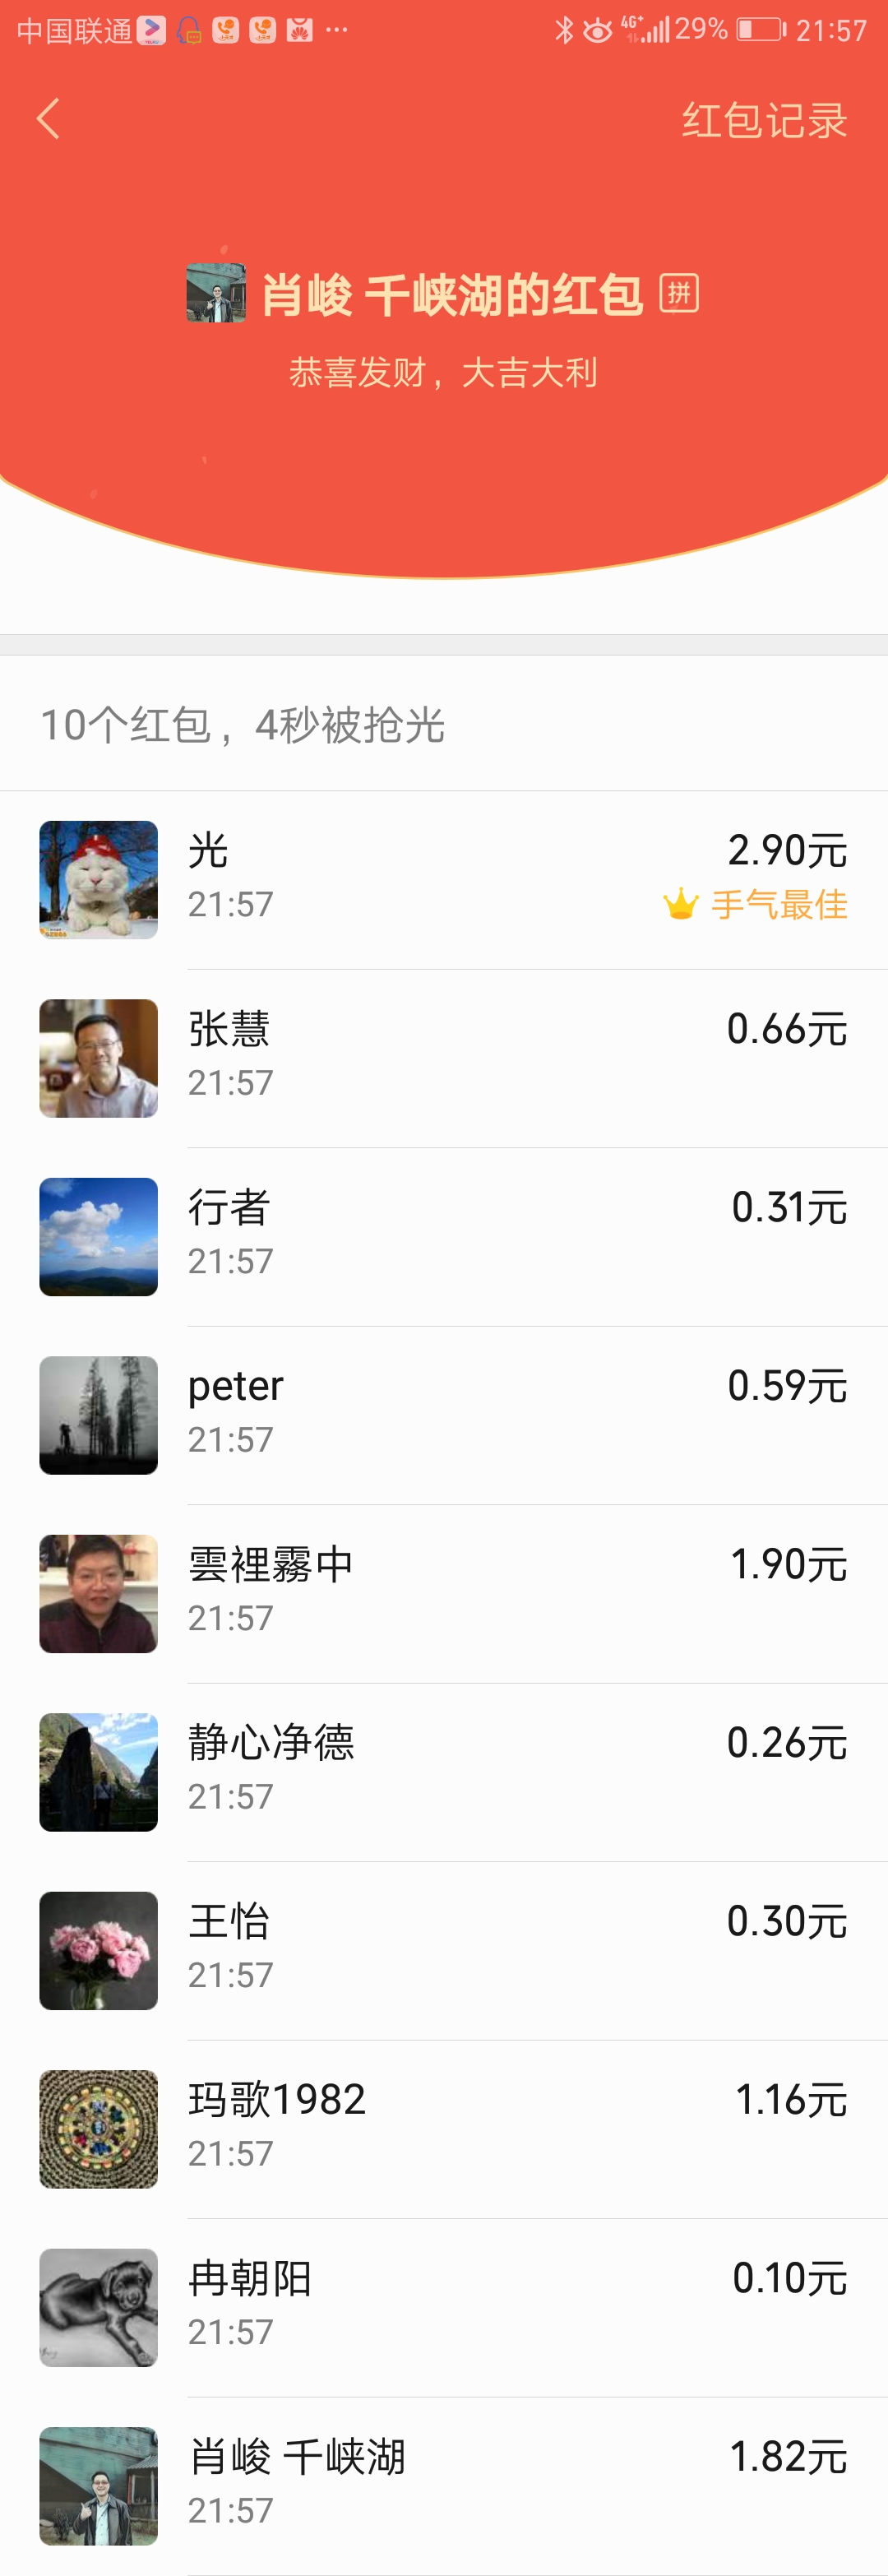 中国联通 4G+ 29% 21:57
红包记录
肖峻 千峡湖的红包 拼
恭喜发财，大吉大利
10个红包，4秒被抢光
光 2.90元
21:57 手气最佳
张慧 0.66元
21:57
行者 0.31元
21:57
peter 0.59元
21:57
雲裡霧中 1.90元
21:57
静心净德 0.26元
21:57
王怡 0.30元
21:57
玛歌1982 1.16元
21:57
冉朝阳 0.10元
21:57
肖峻 千峡湖 1.82元
21:57